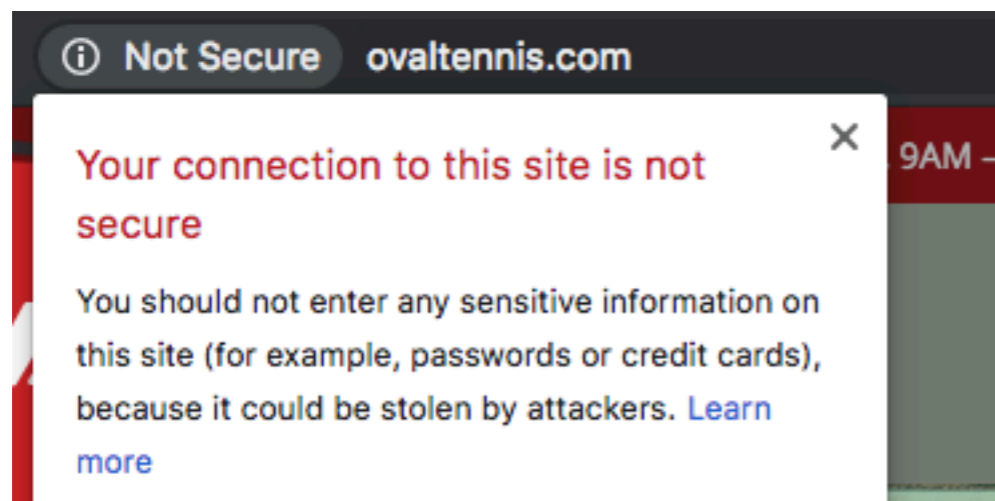 Not Secure ovaltennis.com
9AM –
Your connection to this site is not
secure
You should not enter any sensitive information on
this site (for example, passwords or credit cards),
because it could be stolen by attackers. Learn
more